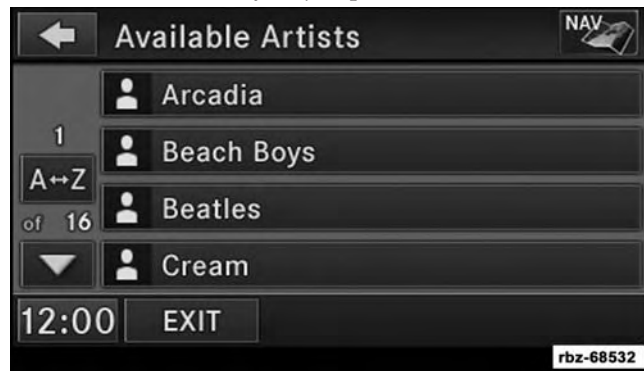 Available Artists
NAV
Arcadia
1
Beach Boys
A↔Z
Beatles
of 16
Cream
12:00
EXIT
rbz-68532